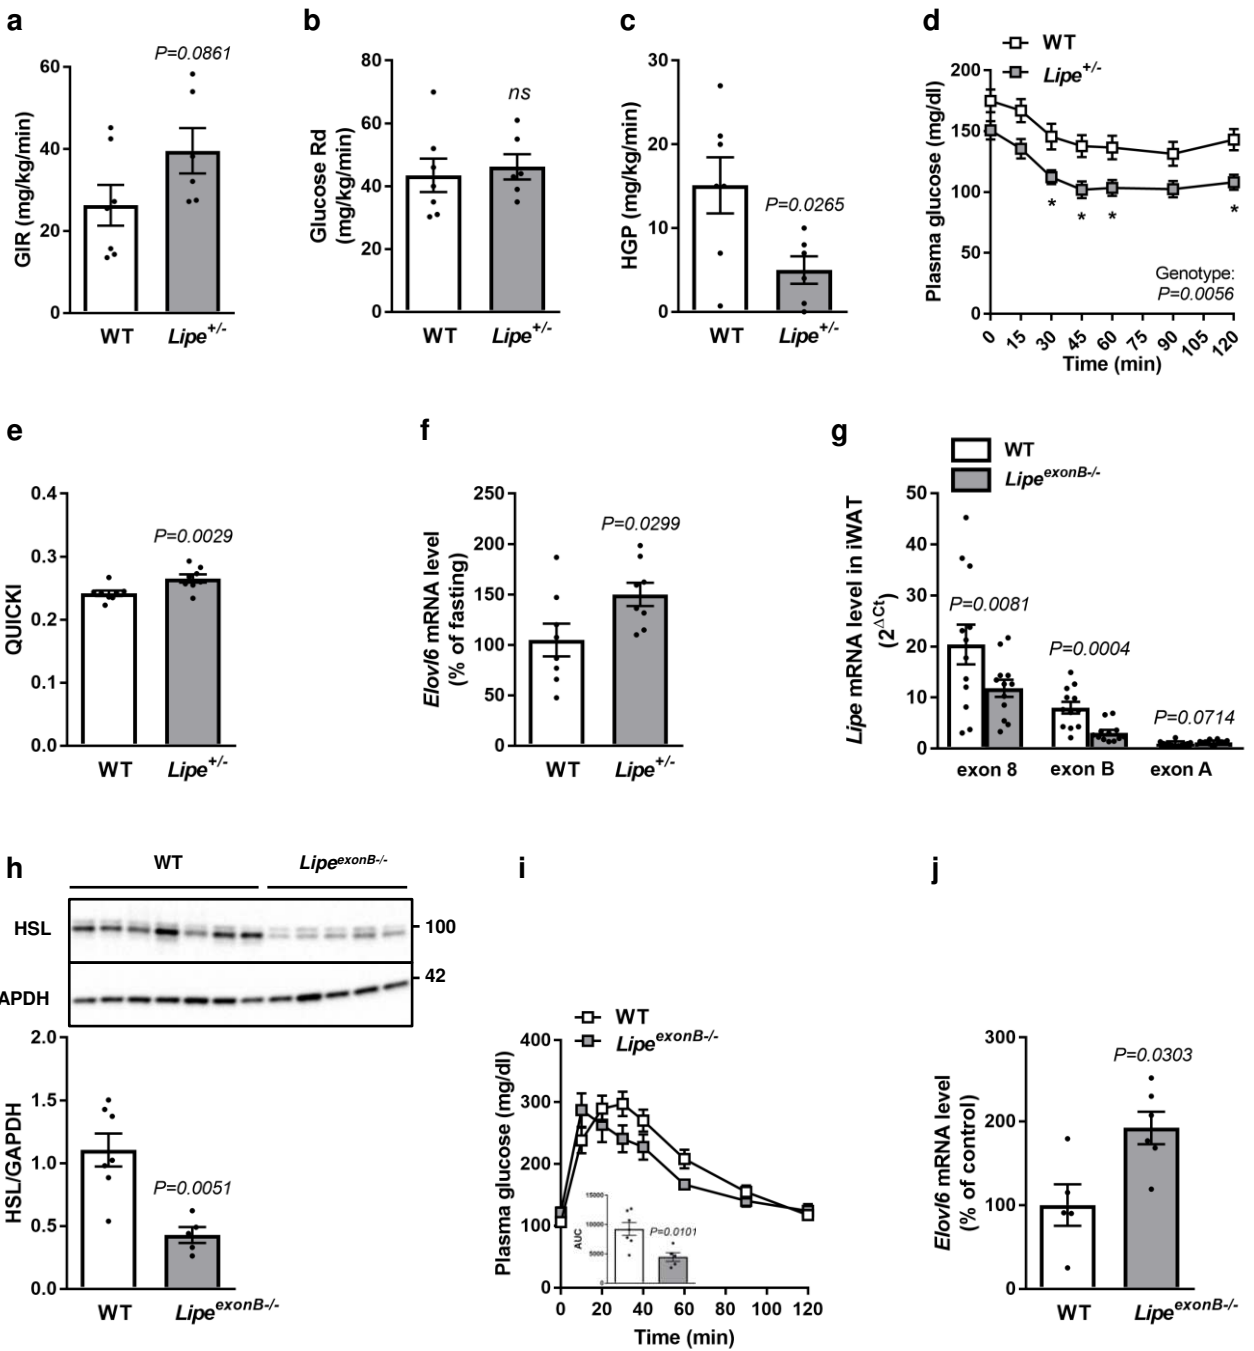 a
P=0.0861
GIR (mg/kg/min)
60
40
20
0
WT
Lipe+/-
b
ns
Glucose Rd
(mg/kg/min)
80
60
40
20
0
WT
Lipe+/-
c
P=0.0265
HGP (mg/kg/min)
30
20
10
0
WT
Lipe+/-
d
WT
Lipe+/-
Plasma glucose (mg/dl)
200
150
100
50
0
* * * *
Genotype:
P=0.0056
0 15 30 45 60 75 90 105 120
Time (min)
e
P=0.0029
QUICKI
0.4
0.3
0.2
0.1
0.0
WT
Lipe+/-
f
P=0.0299
Elovl6 mRNA level
(% of fasting)
250
200
150
100
50
0
WT
Lipe+/-
g
WT
LipeexonB-/-
Lipe mRNA level in iWAT
(2ΔCt)
50
40
30
20
10
0
P=0.0081
P=0.0004
P=0.0714
exon 8
exon B
exon A
h
WT
LipeexonB-/-
HSL
100
APDH
42
HSL/GAPDH
2.0
1.5
1.0
0.5
0.0
P=0.0051
WT
LipeexonB-/-
i
WT
LipeexonB-/-
Plasma glucose (mg/dl)
400
300
200
100
0
AUC
15000
10000
5000
0
P=0.0101
0 20 40 60 80 100 120
Time (min)
j
P=0.0303
Elovl6 mRNA level
(% of control)
300
200
100
0
WT
LipeexonB-/-